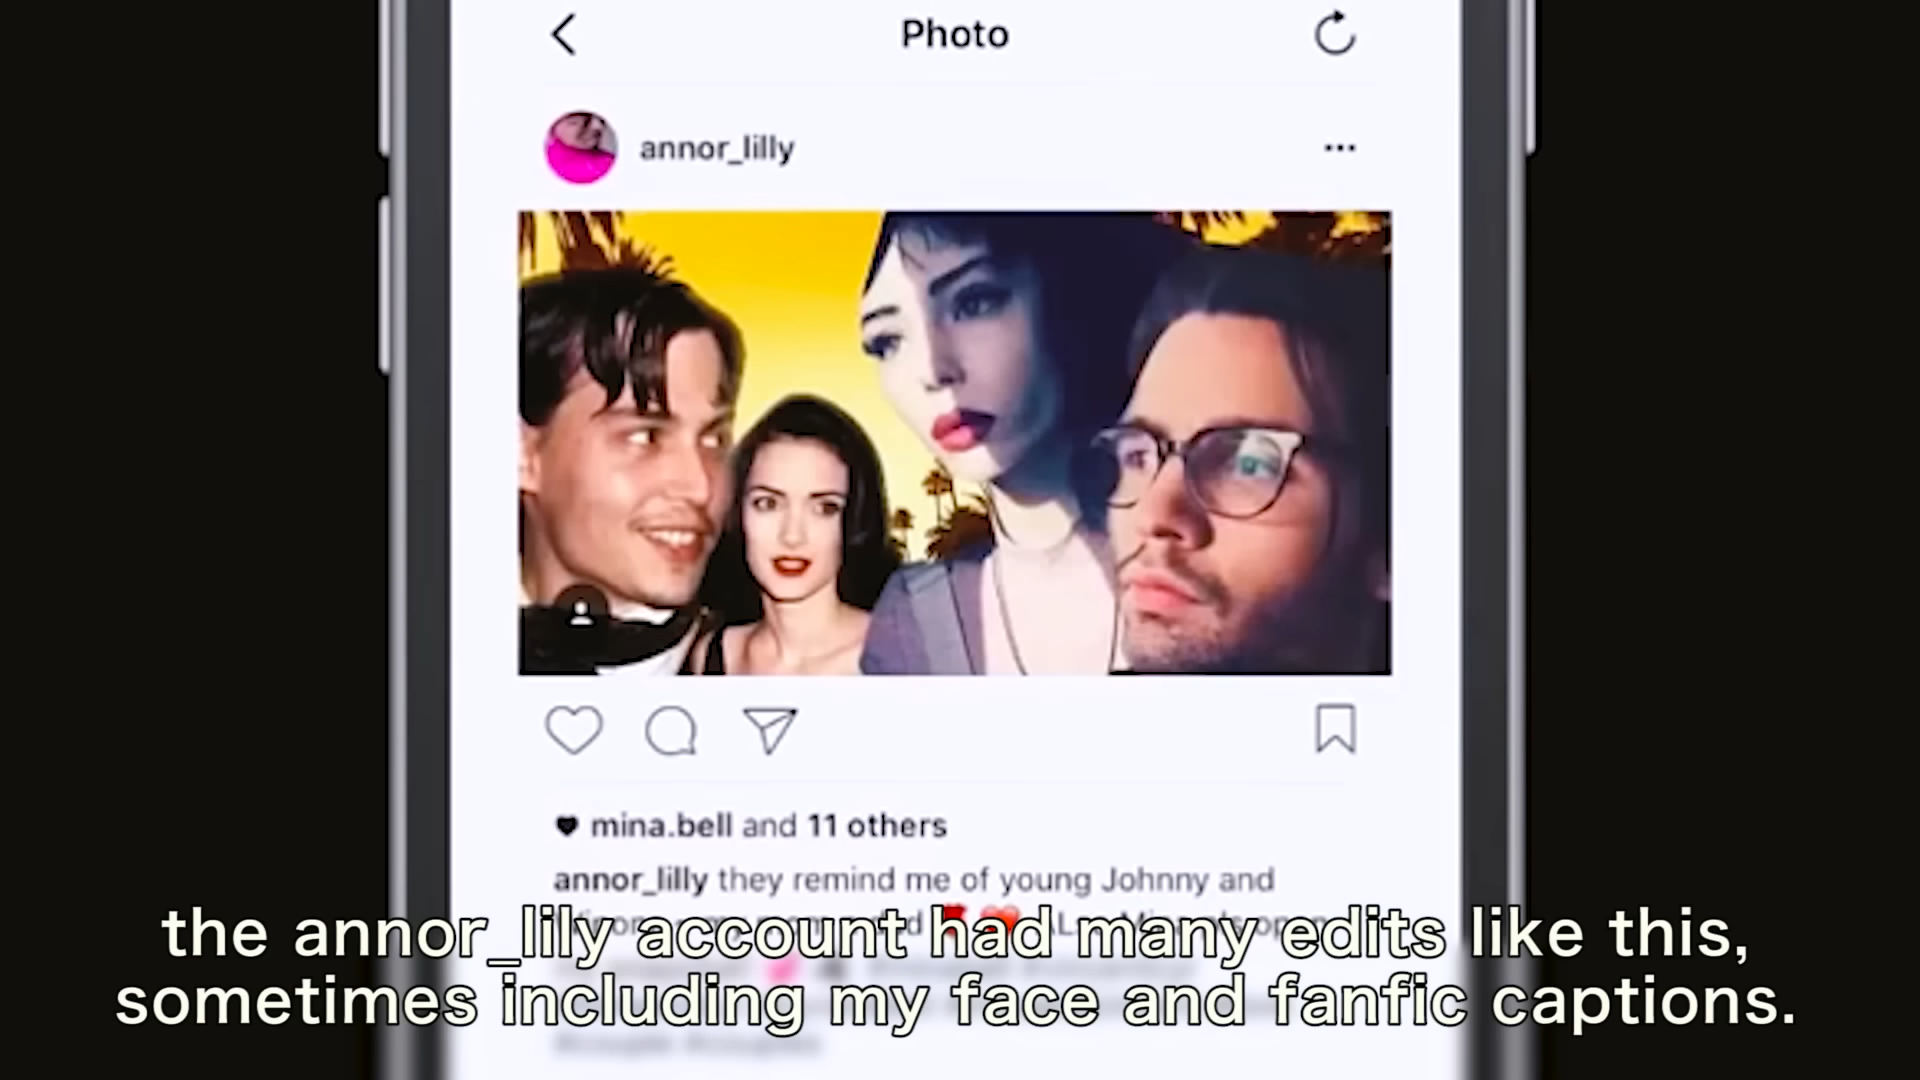 Photo
annor_lilly
mina.bell and 11 others
annor_lilly they remind me of young Johnny and
the annor_lily account had many edits like this,
sometimes including my face and fanfic captions.